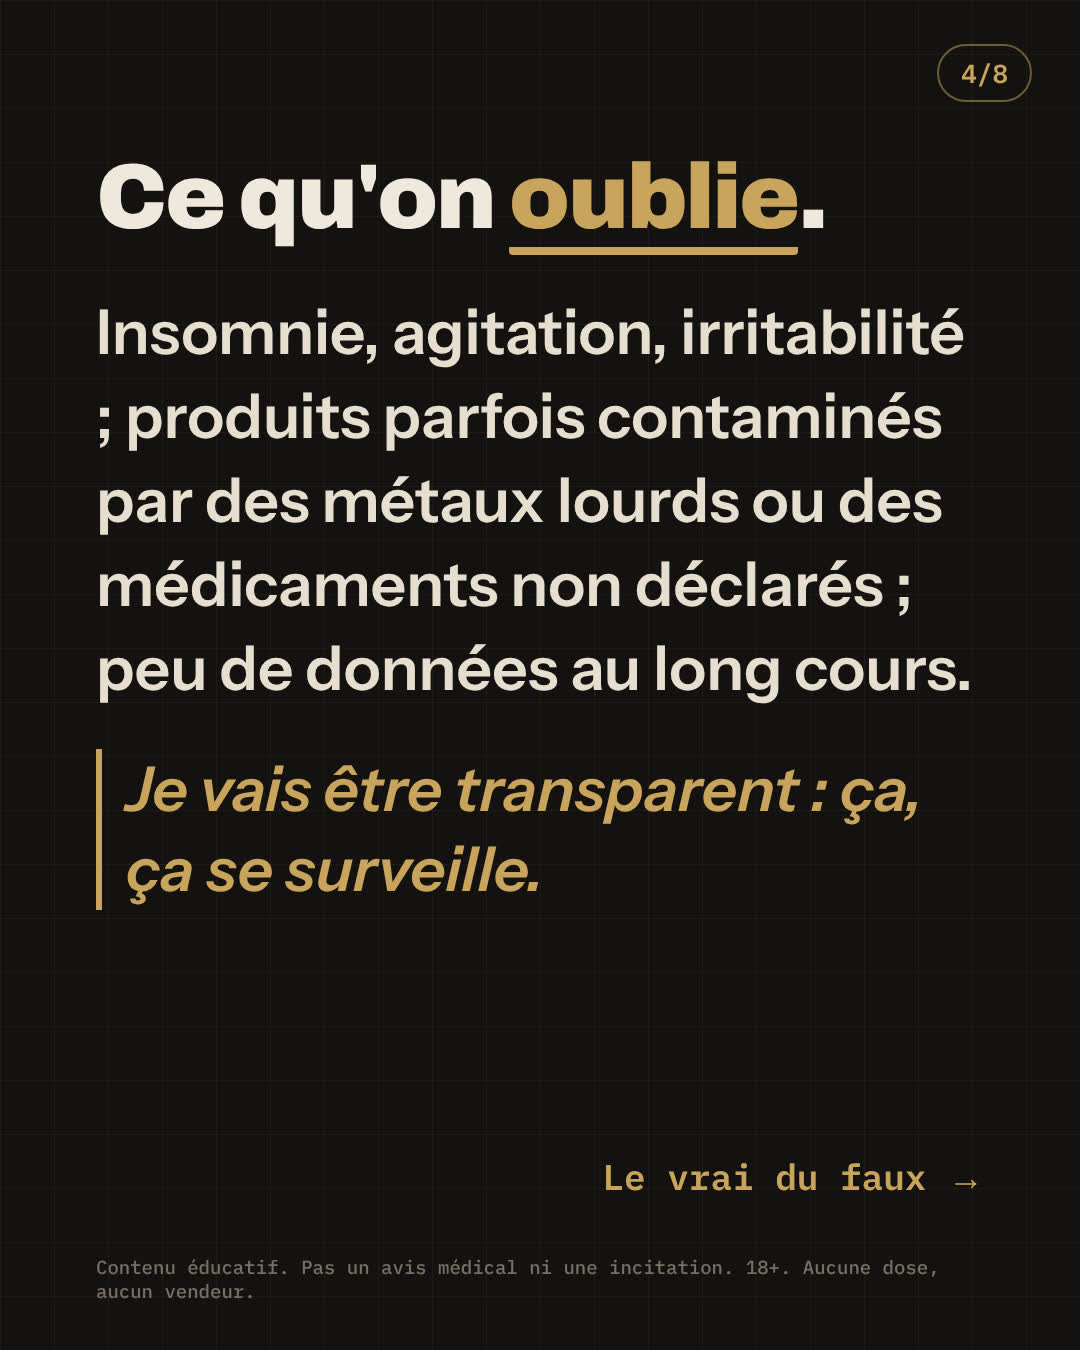 4/8
Ce qu'on oublie.
Insomnie, agitation, irritabilité
; produits parfois contaminés
par des métaux lourds ou des
médicaments non déclarés ;
peu de données au long cours.
Je vais être transparent : ça,
ça se surveille.
Le vrai du faux →
Contenu éducatif. Pas un avis médical ni une incitation. 18+. Aucune dose,
aucun vendeur.